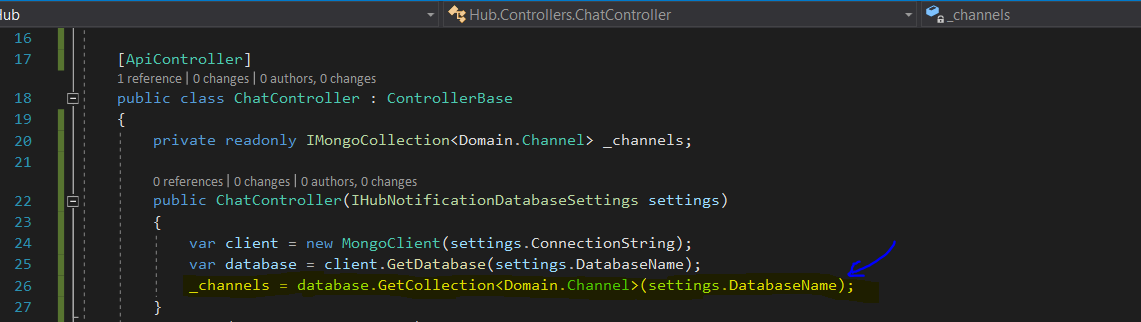 Hub Hub.Controllers.ChatController _channels
16
17 [ApiController]
1 reference | 0 changes | 0 authors, 0 changes
18 public class ChatController : ControllerBase
19 {
20 private readonly IMongoCollection<Domain.Channel> _channels;
21
0 references | 0 changes | 0 authors, 0 changes
22 public ChatController(IHubNotificationDatabaseSettings settings)
23 {
24 var client = new MongoClient(settings.ConnectionString);
25 var database = client.GetDatabase(settings.DatabaseName);
26 _channels = database.GetCollection<Domain.Channel>(settings.DatabaseName);
27 }